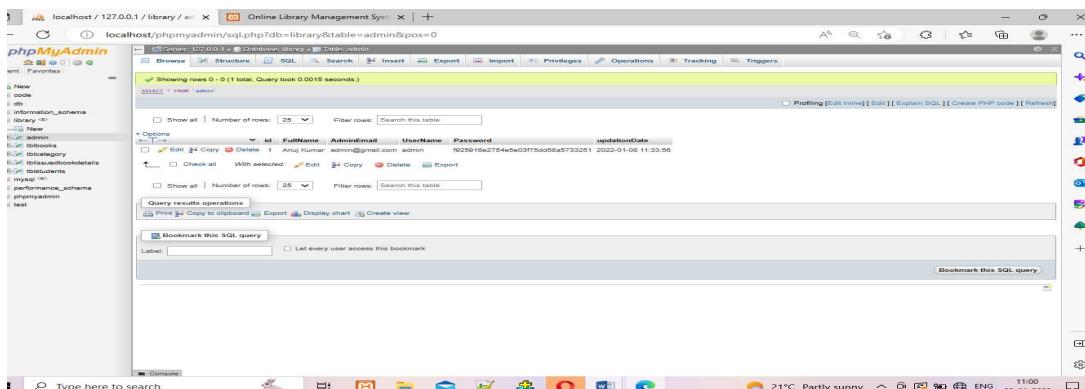 localhost / 127.0.0.1 / library / ad
Online Library Management Syst
localhost/phpmyadmin/sql.php?db=library&table=admin&pos=0
phpMyAdmin
Favorites
New
code
db
information_schema
library
New
admin
tblbooks
tblcategory
tblissuedbookdetails
tblstudents
mysql
performance_schema
phpmyadmin
test
Server: 127.0.0.1 » Database: library » Table: admin
Browse Structure SQL Search Insert Export Import Privileges Operations Tracking Triggers
Showing rows 0 - 0 (1 total, Query took 0.0015 seconds.)
SELECT * FROM `admin`
Profiling [Edit inline] [ Edit ] [ Explain SQL ] [ Create PHP code ] [ Refresh]
Show all Number of rows: 25 Filter rows: Search this table
+ Options
id FullName AdminEmail UserName Password updationDate
Edit Copy Delete 1 Anuj Kumar admin@gmail.com admin 2022-01-08 11:33:56
Check all With selected: Edit Copy Delete Export
Show all Number of rows: 25 Filter rows: Search this table
Query results operations
Print Copy to clipboard Export Display chart Create view
Bookmark this SQL query
Label: Let every user access this bookmark
Bookmark this SQL query
Console
Type here to search
21°C Partly sunny ENG 11:00